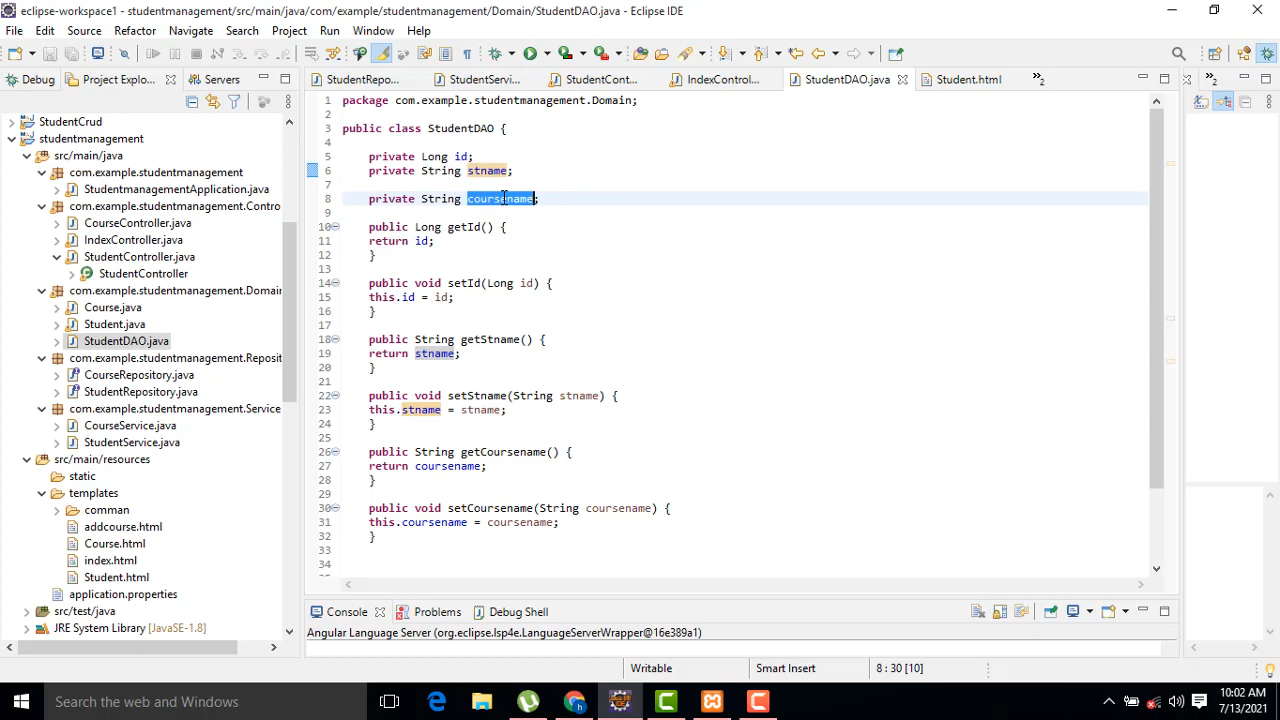 eclipse-workspace1 - studentmanagement/src/main/java/com/example/studentmanagement/Domain/StudentDAO.java - Eclipse IDE
File Edit Source Refactor Navigate Search Project Run Window Help
Debug Project Explo... Servers
StudentRepo... StudentServi... StudentCont... IndexControl... StudentDAO.java Student.html
StudentCrud
studentmanagement
src/main/java
com.example.studentmanagement
StudentmanagementApplication.java
com.example.studentmanagement.Contro
CourseController.java
IndexController.java
StudentController.java
StudentController
com.example.studentmanagement.Domain
Course.java
Student.java
StudentDAO.java
com.example.studentmanagement.Reposit
CourseRepository.java
StudentRepository.java
com.example.studentmanagement.Service
CourseService.java
StudentService.java
src/main/resources
static
templates
comman
addcourse.html
Course.html
index.html
Student.html
application.properties
src/test/java
JRE System Library [JavaSE-1.8]
1 package com.example.studentmanagement.Domain;
2
3 public class StudentDAO {
4
5 private Long id;
6 private String stname;
7
8 private String coursename;
9
10 public Long getId() {
11 return id;
12 }
13
14 public void setId(Long id) {
15 this.id = id;
16 }
17
18 public String getStname() {
19 return stname;
20 }
21
22 public void setStname(String stname) {
23 this.stname = stname;
24 }
25
26 public String getCoursename() {
27 return coursename;
28 }
29
30 public void setCoursename(String coursename) {
31 this.coursename = coursename;
32 }
33
34
Console Problems Debug Shell
Angular Language Server (org.eclipse.lsp4e.LanguageServerWrapper@16e389a1)
Writable Smart Insert 8 : 30 [10]
Search Windows
10:02 AM
7/13/2021